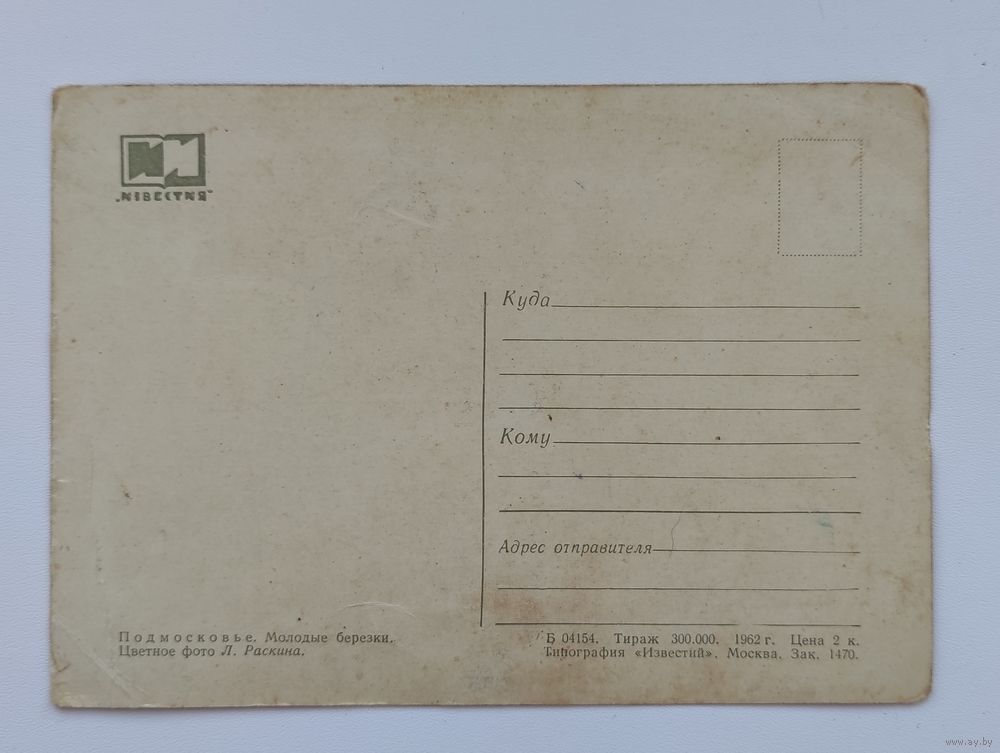 „ИЗВЕСТИЯ"
Куда
Кому
Адрес отправителя
Подмосковье. Молодые березки.
Цветное фото Л. Раскина.
Б 04154. Тираж 300.000. 1962 г. Цена 2 к.
Типография «Известий». Москва. Зак. 1470.
www.ay.by